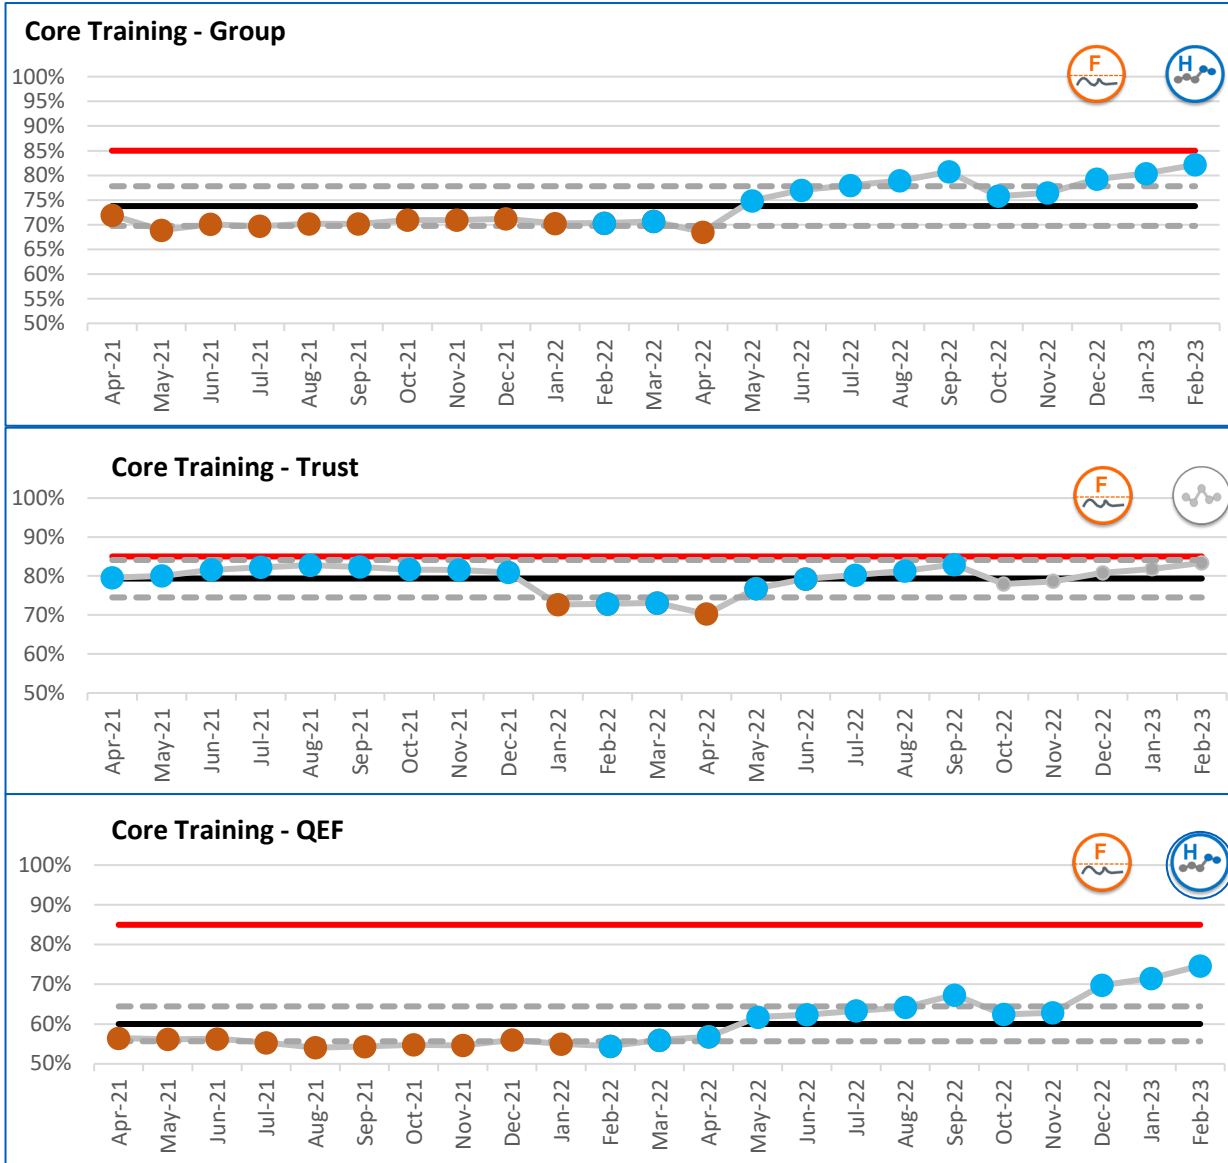 Core Training - Group
F
H
100%
95%
90%
85%
80%
75%
70%
65%
60%
55%
50%
Apr-21
May-21
Jun-21
Jul-21
Aug-21
Sep-21
Oct-21
Nov-21
Dec-21
Jan-22
Feb-22
Mar-22
Apr-22
May-22
Jun-22
Jul-22
Aug-22
Sep-22
Oct-22
Nov-22
Dec-22
Jan-23
Feb-23
Core Training - Trust
F
100%
90%
80%
70%
60%
50%
Apr-21
May-21
Jun-21
Jul-21
Aug-21
Sep-21
Oct-21
Nov-21
Dec-21
Jan-22
Feb-22
Mar-22
Apr-22
May-22
Jun-22
Jul-22
Aug-22
Sep-22
Oct-22
Nov-22
Dec-22
Jan-23
Feb-23
Core Training - QEF
F
H
100%
90%
80%
70%
60%
50%
Apr-21
May-21
Jun-21
Jul-21
Aug-21
Sep-21
Oct-21
Nov-21
Dec-21
Jan-22
Feb-22
Mar-22
Apr-22
May-22
Jun-22
Jul-22
Aug-22
Sep-22
Oct-22
Nov-22
Dec-22
Jan-23
Feb-23